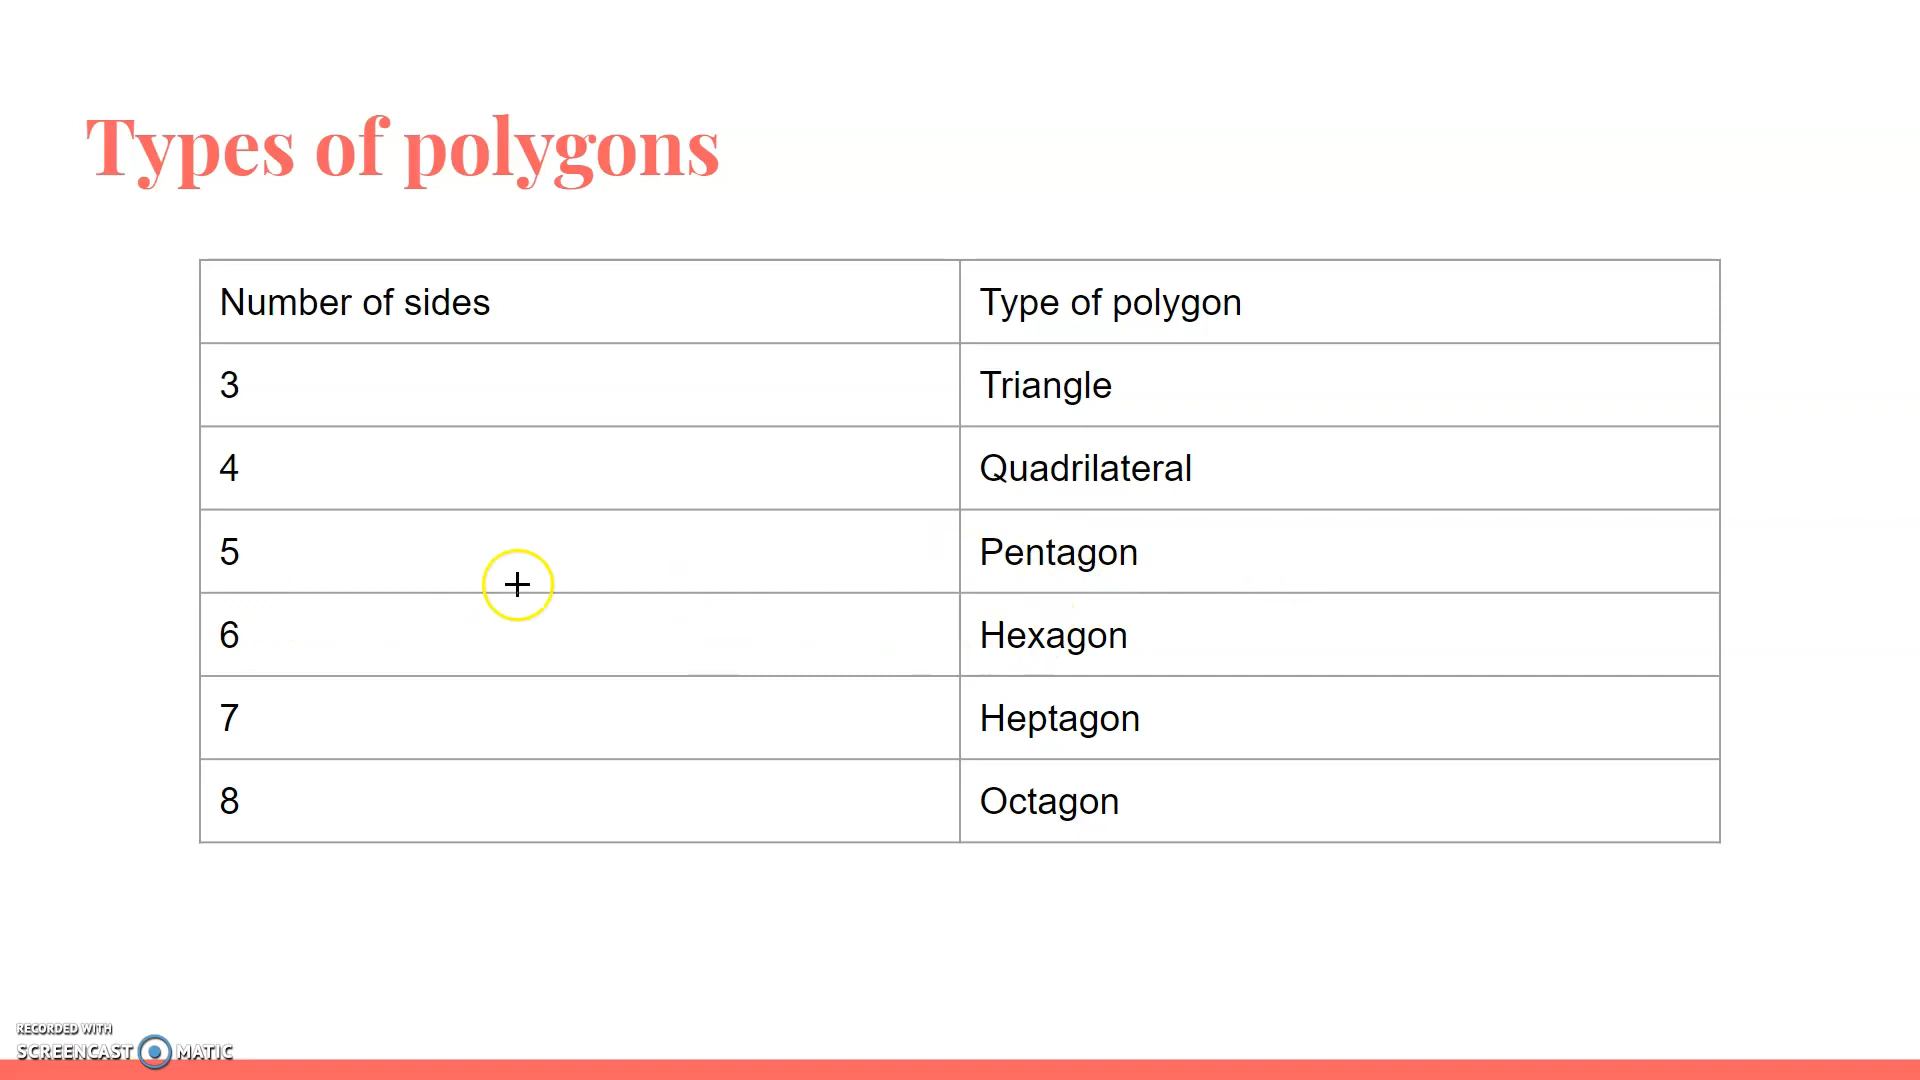 Types of polygons
Number of sides Type of polygon
3 Triangle
4 Quadrilateral
5 Pentagon
6 Hexagon
7 Heptagon
8 Octagon
RECORDED WITH
SCREENCAST MATIC